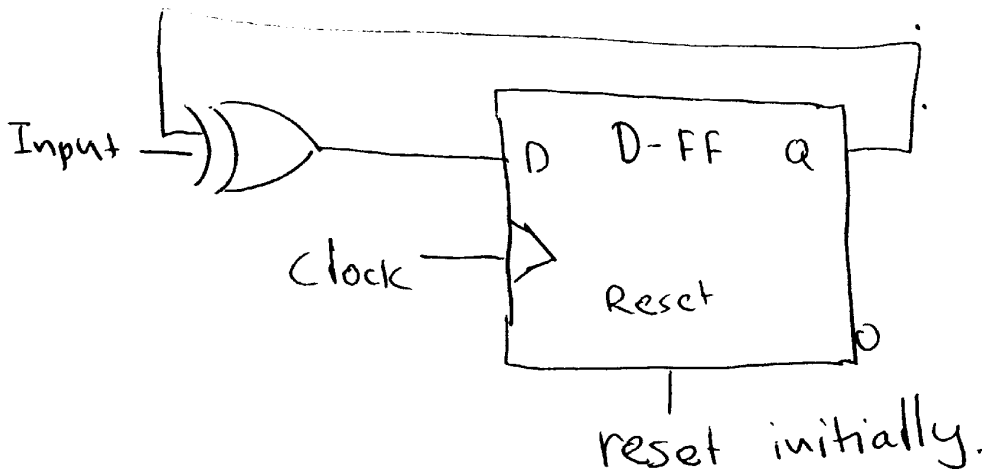 Input
D D-FF Q
Clock
Reset
reset initially.